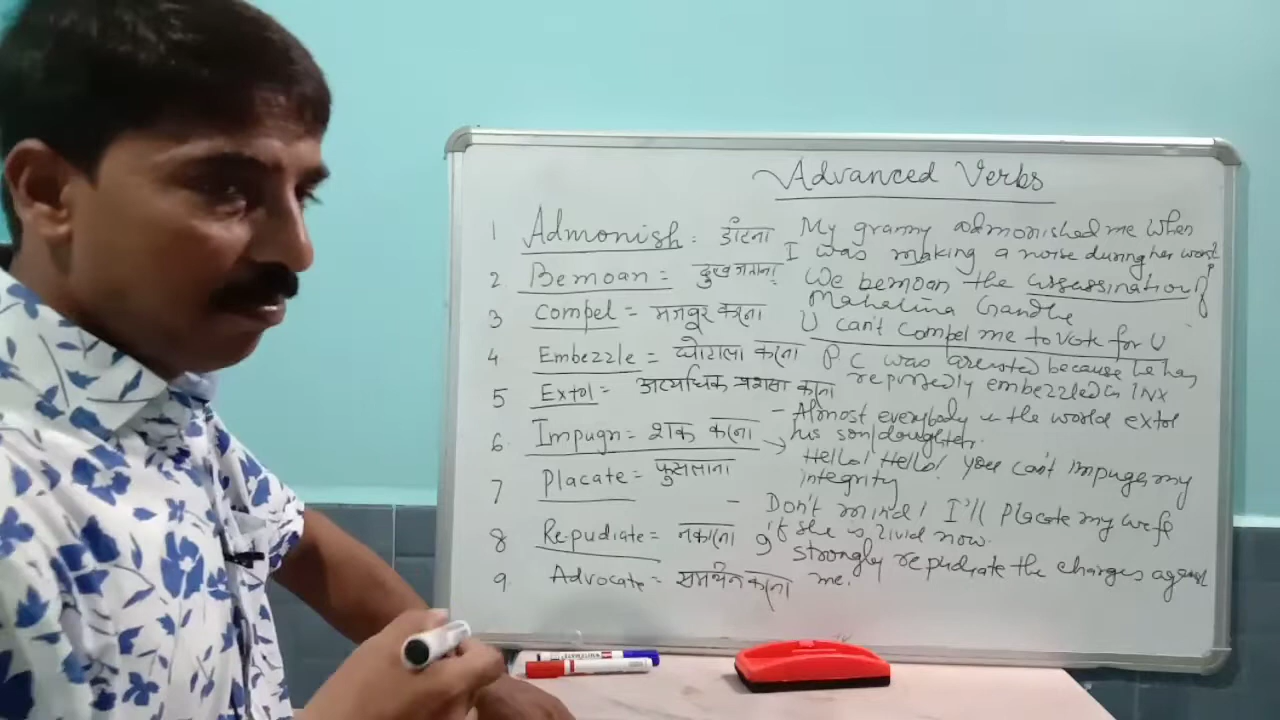 Advanced Verbs
1 Admonish = डांटना My granny admonished me when
I was making a noise during her
2. Bemoan = दुख जताना We bemoan the assassination of
Mahatma Gandhi
3 Compel = मजबूर करना U can't compel me to vote for U
4 Embezzle = घोटाला करना P C was arrested because he has
reportedly embezzled in INX
5 Extol = अत्यधिक प्रशंसा करना
- Almost everybody in the world extol
his son/daughter.
6. Impugn = शक करना → Hello! Hello! You can't impugn my
integrity
7 Placate = फुसलाना - Don't mind! I'll placate my wife
if she is livid now.
8 Repudiate = नकारना I strongly repudiate the charges against
me.
9 Advocate = समर्थन करना